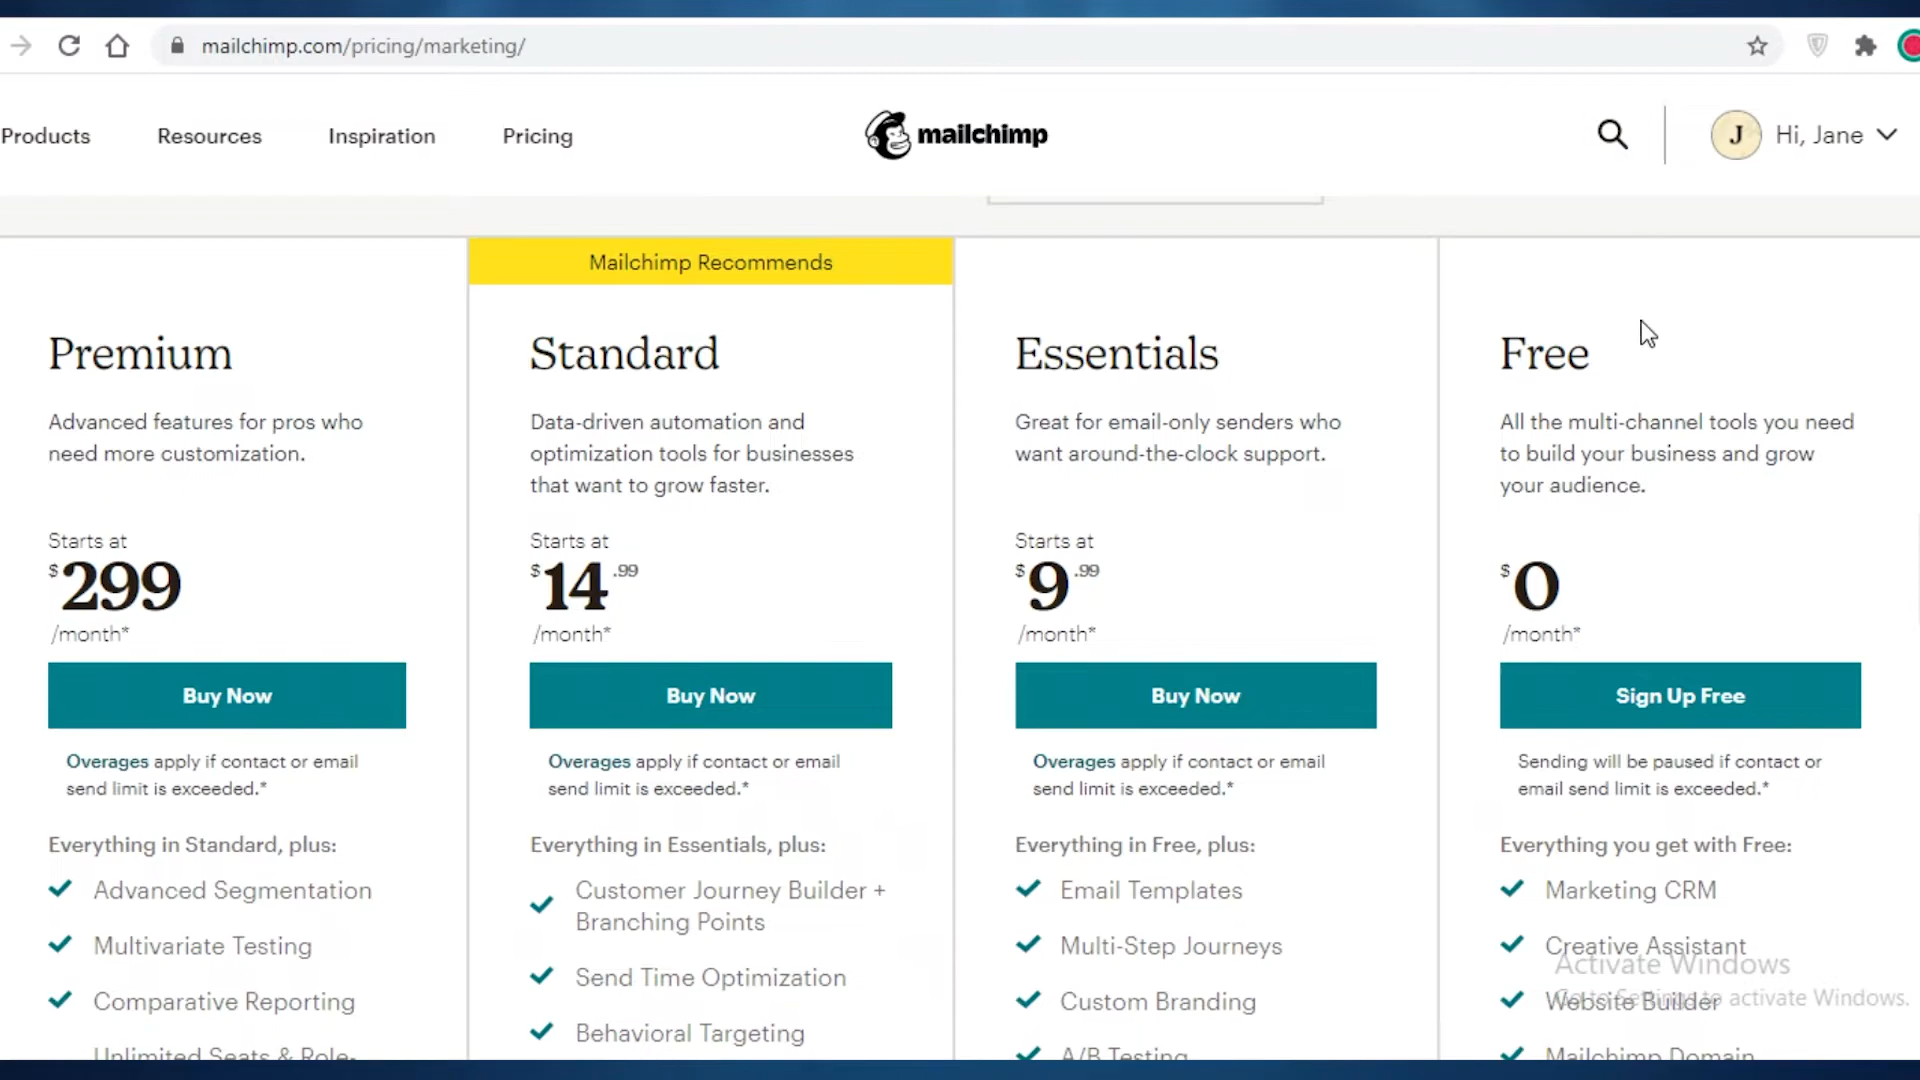 mailchimp.com/pricing/marketing/
Products Resources Inspiration Pricing mailchimp J Hi, Jane
Mailchimp Recommends
Premium
Advanced features for pros who
need more customization.
Starts at
$299
/month*
Buy Now
Overages apply if contact or email
send limit is exceeded.*
Everything in Standard, plus:
Advanced Segmentation
Multivariate Testing
Comparative Reporting
Unlimited Seats & Role-
Standard
Data-driven automation and
optimization tools for businesses
that want to grow faster.
Starts at
$14.99
/month*
Buy Now
Overages apply if contact or email
send limit is exceeded.*
Everything in Essentials, plus:
Customer Journey Builder +
Branching Points
Send Time Optimization
Behavioral Targeting
Essentials
Great for email-only senders who
want around-the-clock support.
Starts at
$9.99
/month*
Buy Now
Overages apply if contact or email
send limit is exceeded.*
Everything in Free, plus:
Email Templates
Multi-Step Journeys
Custom Branding
A/B Testing
Free
All the multi-channel tools you need
to build your business and grow
your audience.
$0
/month*
Sign Up Free
Sending will be paused if contact or
email send limit is exceeded.*
Everything you get with Free:
Marketing CRM
Creative Assistant
Website Builder
Mailchimp Domain
Activate Windows
Go to Settings to activate Windows.